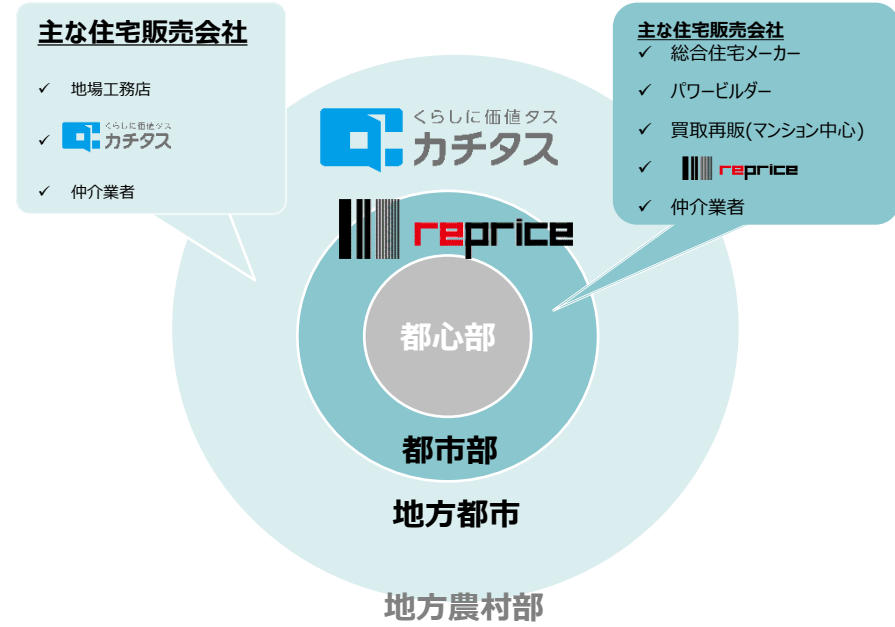 主な住宅販売会社
✓ 地場工務店
✓ くらしに価値タス
カチタス
✓ 仲介業者
主な住宅販売会社
✓ 総合住宅メーカー
✓ パワービルダー
✓ 買取再販(マンション中心)
✓ reprice
✓ 仲介業者
くらしに価値タス
カチタス
reprice
都心部
都市部
地方都市
地方農村部